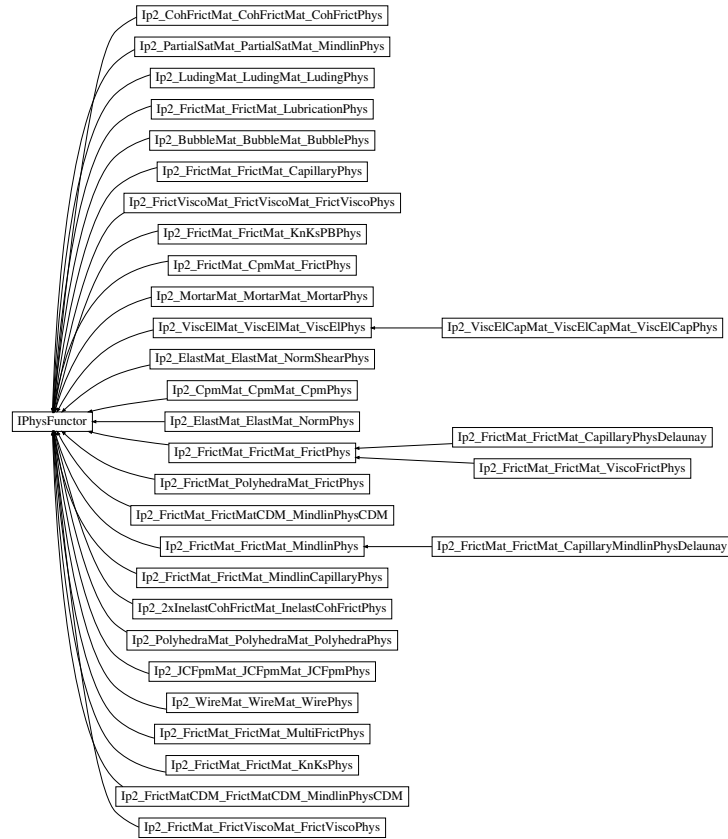 Ip2_CohFrictMat_CohFrictMat_CohFrictPhys
Ip2_PartialSatMat_PartialSatMat_MindlinPhys
Ip2_LudingMat_LudingMat_LudingPhys
Ip2_FrictMat_FrictMat_LubricationPhys
Ip2_BubbleMat_BubbleMat_BubblePhys
Ip2_FrictMat_FrictMat_CapillaryPhys
Ip2_FrictViscoMat_FrictViscoMat_FrictViscoPhys
Ip2_FrictMat_FrictMat_KnKsPBPhys
Ip2_FrictMat_CpmMat_FrictPhys
Ip2_MortarMat_MortarMat_MortarPhys
Ip2_ViscElMat_ViscElMat_ViscElPhys
Ip2_ViscElCapMat_ViscElCapMat_ViscElCapPhys
Ip2_ElastMat_ElastMat_NormShearPhys
Ip2_CpmMat_CpmMat_CpmPhys
IPhysFunctor
Ip2_ElastMat_ElastMat_NormPhys
Ip2_FrictMat_FrictMat_CapillaryPhysDelaunay
Ip2_FrictMat_FrictMat_FrictPhys
Ip2_FrictMat_FrictMat_ViscoFrictPhys
Ip2_FrictMat_PolyhedraMat_FrictPhys
Ip2_FrictMat_FrictMatCDM_MindlinPhysCDM
Ip2_FrictMat_FrictMat_MindlinPhys
Ip2_FrictMat_FrictMat_CapillaryMindlinPhysDelaunay
Ip2_FrictMat_FrictMat_MindlinCapillaryPhys
Ip2_2xInelastCohFrictMat_InelastCohFrictPhys
Ip2_PolyhedraMat_PolyhedraMat_PolyhedraPhys
Ip2_JCFpmMat_JCFpmMat_JCFpmPhys
Ip2_WireMat_WireMat_WirePhys
Ip2_FrictMat_FrictMat_MultiFrictPhys
Ip2_FrictMat_FrictMat_KnKsPhys
Ip2_FrictMatCDM_FrictMatCDM_MindlinPhysCDM
Ip2_FrictMat_FrictViscoMat_FrictViscoPhys